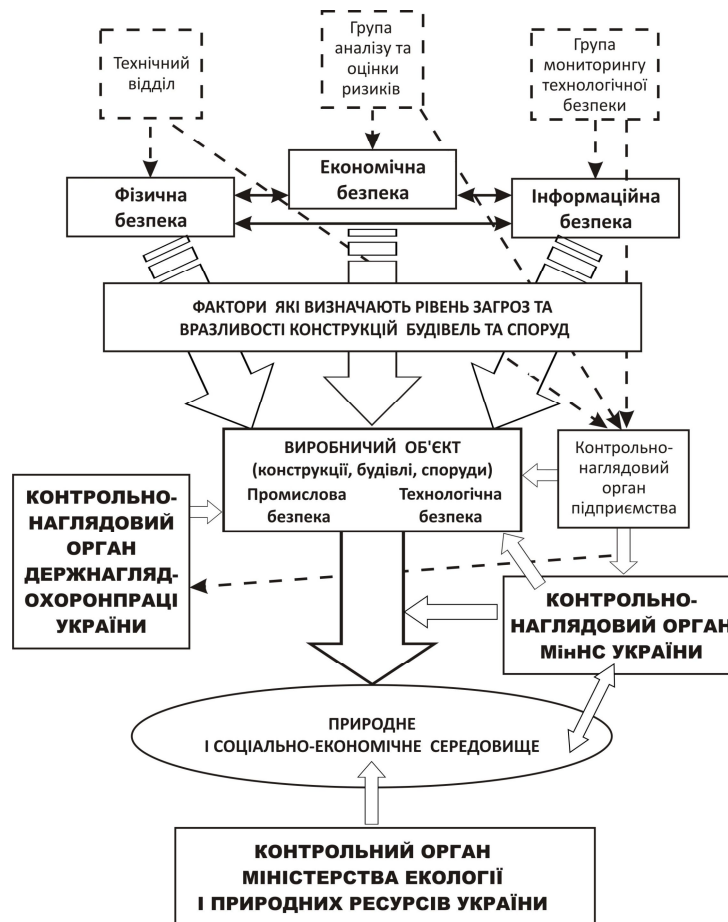 Технічний
відділ
Група
аналізу та
оцінки
ризиків
Група
мониторингу
технологічної
безпеки
Фізична
безпека
Економічна
безпека
Інформаційна
безпека
ФАКТОРИ ЯКІ ВИЗНАЧАЮТЬ РІВЕНЬ ЗАГРОЗ ТА
ВРАЗЛИВОСТІ КОНСТРУКЦІЙ БУДІВЕЛЬ ТА СПОРУД
ВИРОБНИЧИЙ ОБ'ЄКТ
(конструкції, будівлі, споруди)
Промислова
безпека
Технологічна
безпека
Контрольно-
наглядовий
орган
підприємства
КОНТРОЛЬНО-
НАГЛЯДОВИЙ
ОРГАН
ДЕРЖНАГЛЯД-
ОХОРОНПРАЦІ
УКРАЇНИ
КОНТРОЛЬНО-
НАГЛЯДОВИЙ ОРГАН
МінНС УКРАЇНИ
ПРИРОДНЕ
І СОЦІАЛЬНО-ЕКОНОМІЧНЕ СЕРЕДОВИЩЕ
КОНТРОЛЬНИЙ ОРГАН
МІНІСТЕРСТВА ЕКОЛОГІЇ
І ПРИРОДНИХ РЕСУРСІВ УКРАЇНИ